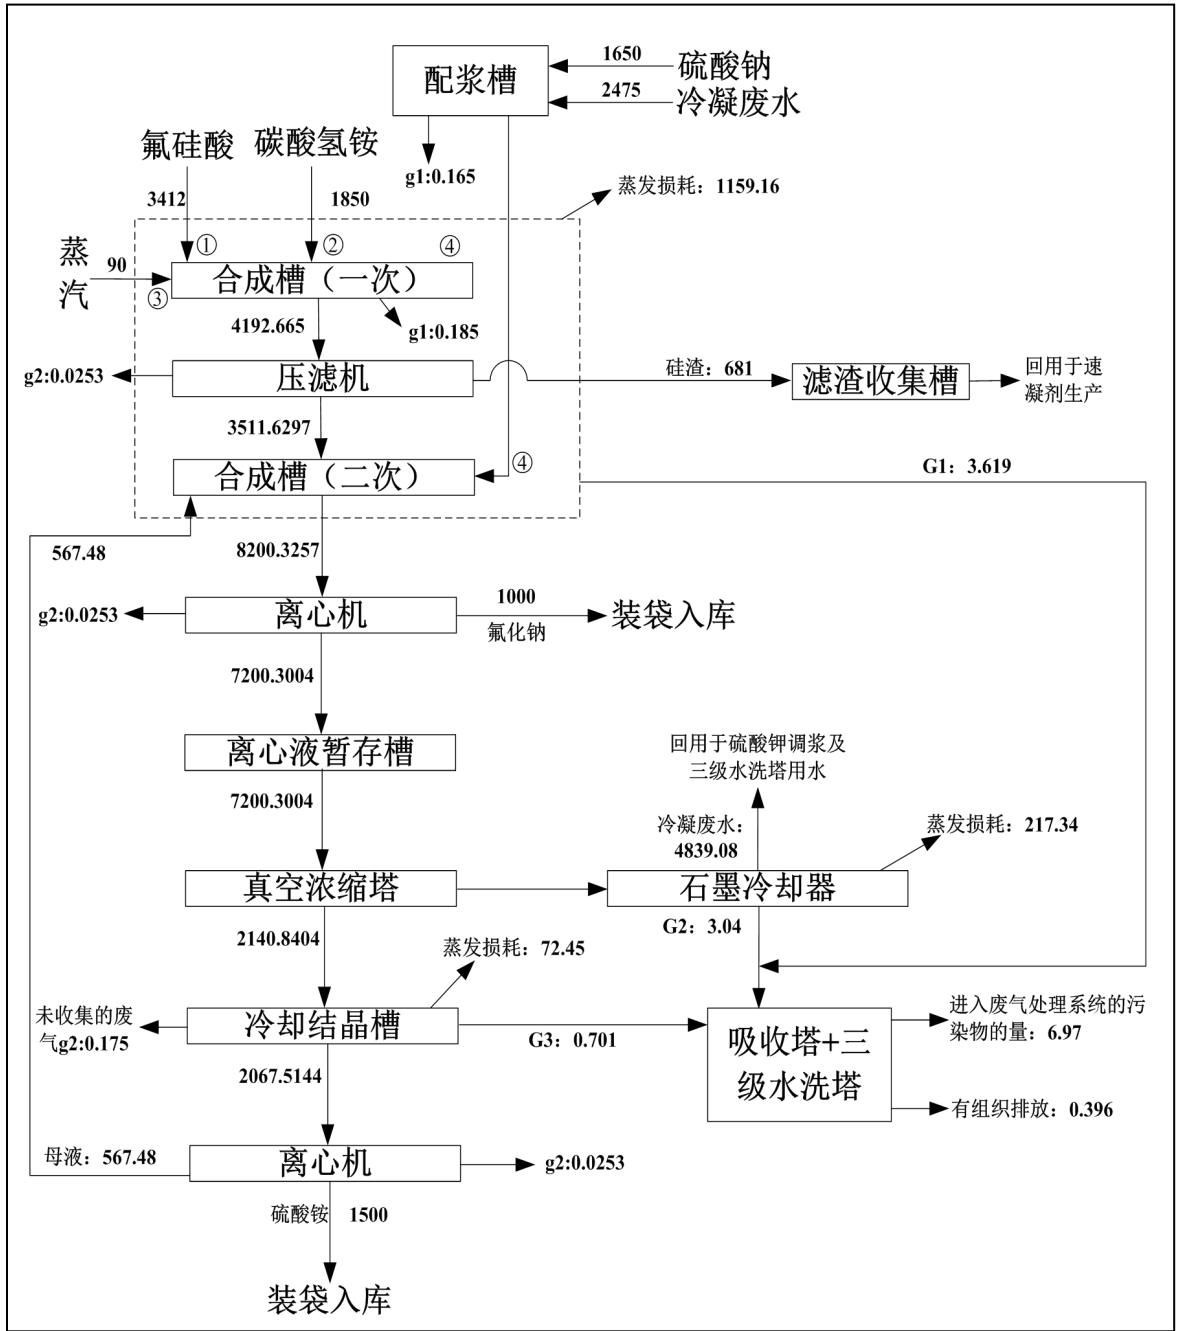 配浆槽
1650
硫酸钠
2475
冷凝废水
g1:0.165
氟硅酸
碳酸氢铵
3412
1850
蒸发损耗：1159.16
蒸
汽
90
①
②
④
③
合成槽（一次）
4192.665
g1:0.185
g2:0.0253
压滤机
硅渣：681
滤渣收集槽
回用于速
凝剂生产
3511.6297
合成槽（二次）
④
G1：3.619
567.48
8200.3257
g2:0.0253
离心机
1000
氟化钠
装袋入库
7200.3004
离心液暂存槽
回用于硫酸钾调浆及
三级水洗塔用水
7200.3004
冷凝废水：
4839.08
蒸发损耗：217.34
真空浓缩塔
石墨冷却器
2140.8404
G2：3.04
蒸发损耗：72.45
未收集的废
气g2:0.175
冷却结晶槽
G3：0.701
吸收塔+三
级水洗塔
进入废气处理系统的污
染物的量：6.97
有组织排放：0.396
2067.5144
母液：567.48
离心机
g2:0.0253
硫酸铵
1500
装袋入库